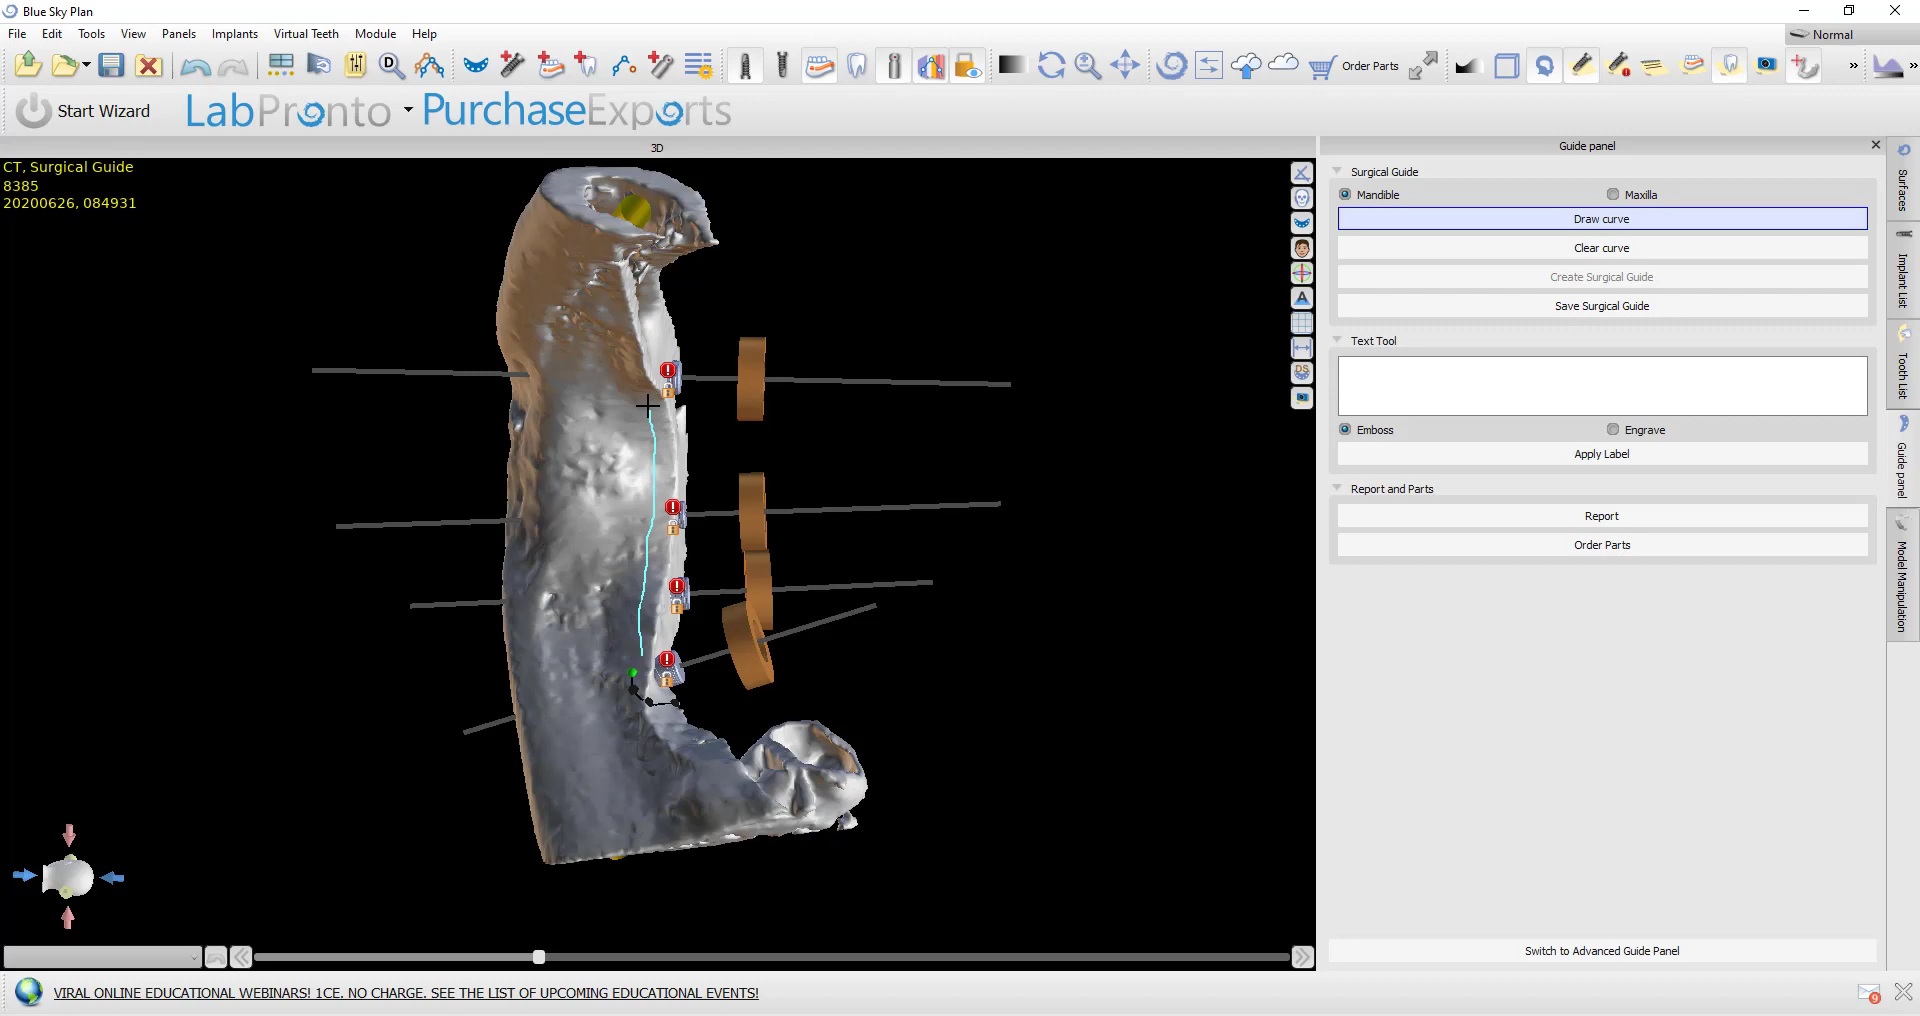 Blue Sky Plan
File Edit Tools View Panels Implants Virtual Teeth Module Help
Normal
D
Order Parts
» »
Start Wizard LabPronto PurchaseExports
3D
Guide panel
CT, Surgical Guide
8385
20200626, 084931
Surgical Guide
Mandible Maxilla
Draw curve
Clear curve
Create Surgical Guide
Save Surgical Guide
Text Tool
Emboss Engrave
Apply Label
Report and Parts
Report
Order Parts
Switch to Advanced Guide Panel
A
DS
Surfaces
Implant List
Tooth List
Guide panel
Model Manipulation
VIRAL ONLINE EDUCATIONAL WEBINARS! 1CE. NO CHARGE. SEE THE LIST OF UPCOMING EDUCATIONAL EVENTS!
9